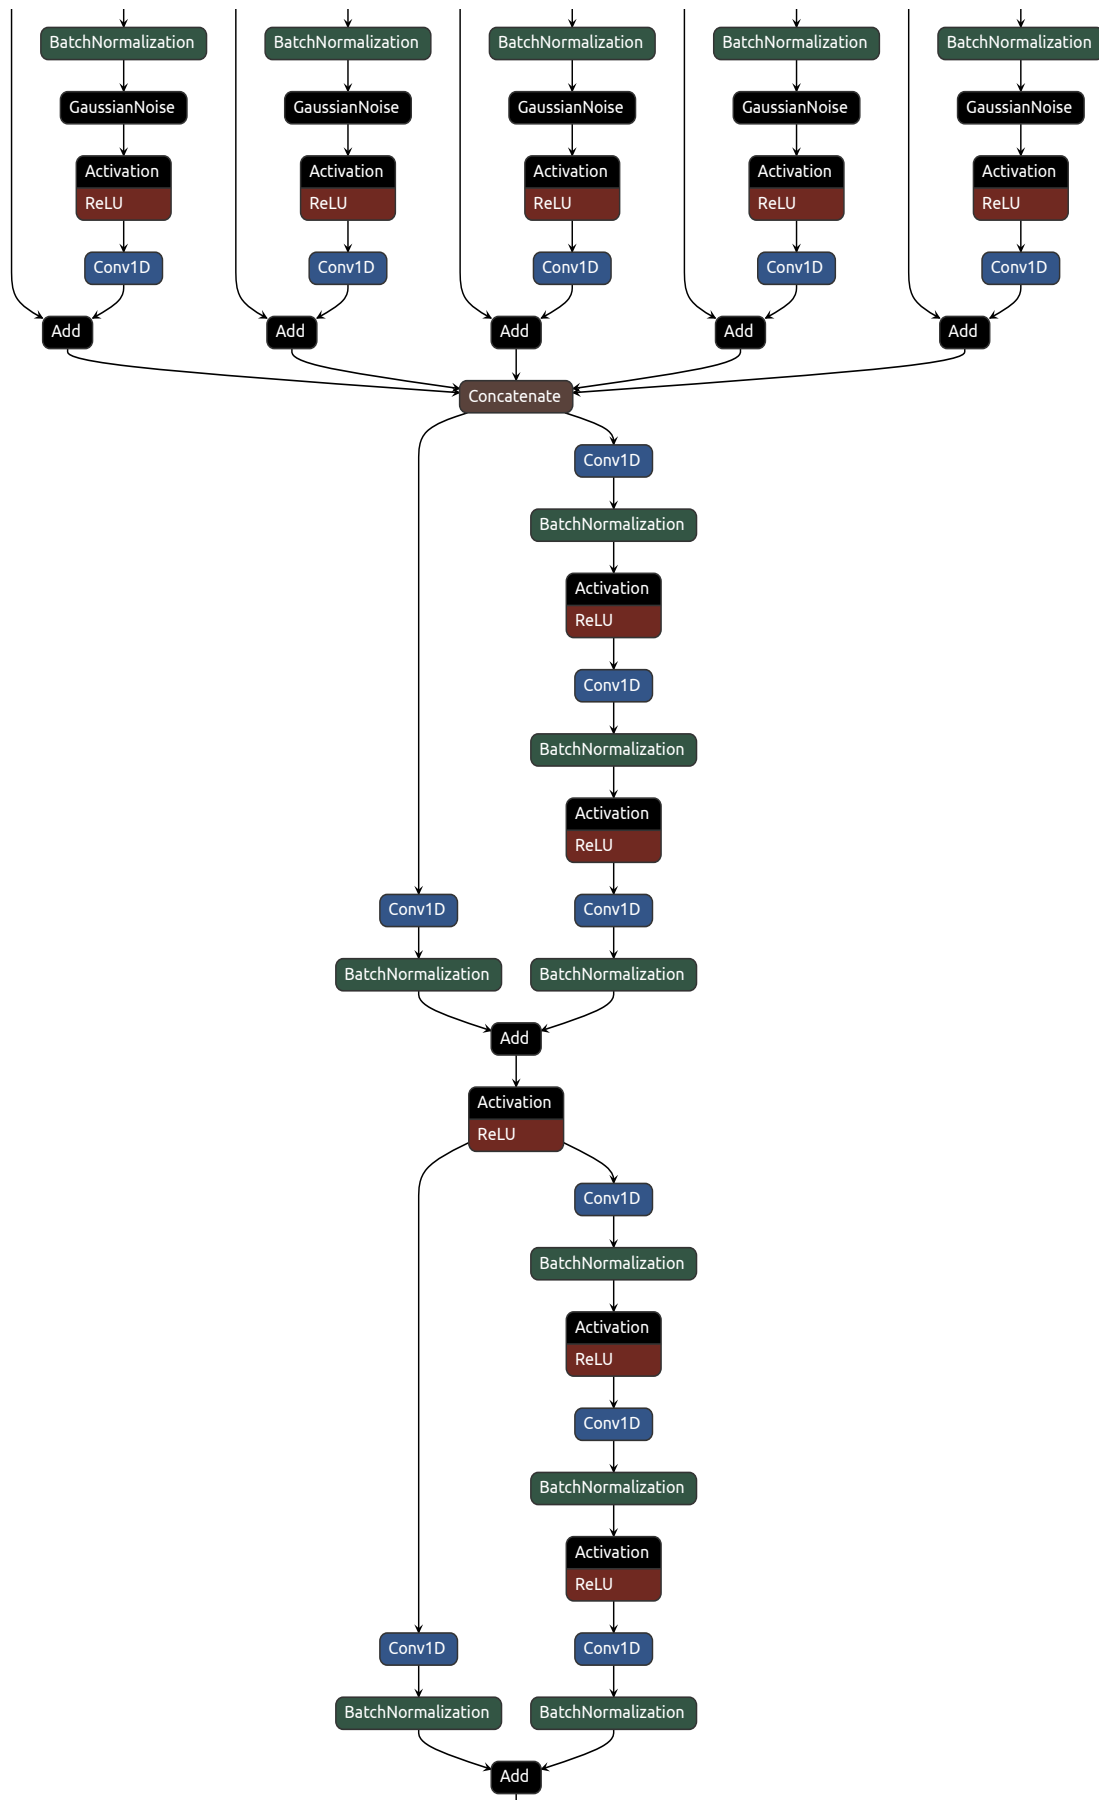 BatchNormalization BatchNormalization BatchNormalization BatchNormalization BatchNormalization
GaussianNoise GaussianNoise GaussianNoise GaussianNoise GaussianNoise
Activation Activation Activation Activation Activation
ReLU ReLU ReLU ReLU ReLU
Conv1D Conv1D Conv1D Conv1D Conv1D
Add Add Add Add Add
Concatenate
Conv1D
BatchNormalization
Activation
ReLU
Conv1D
BatchNormalization
Activation
ReLU
Conv1D Conv1D
BatchNormalization BatchNormalization
Add
Activation
ReLU
Conv1D
BatchNormalization
Activation
ReLU
Conv1D
BatchNormalization
Activation
ReLU
Conv1D Conv1D
BatchNormalization BatchNormalization
Add